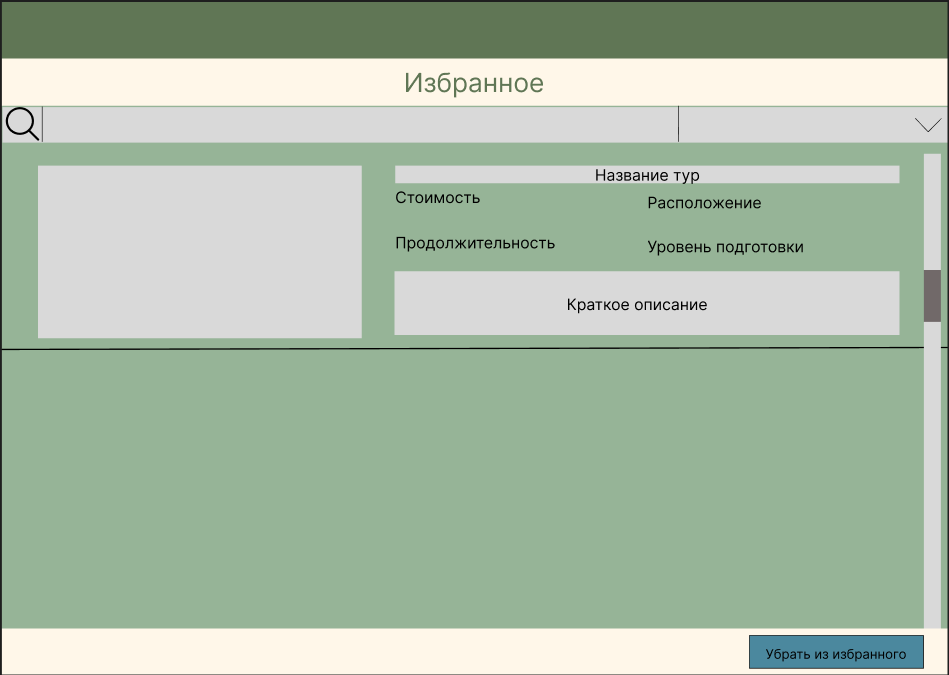 Избранное
Название тур
Стоимость
Расположение
Продолжительность
Уровень подготовки
Краткое описание
Убрать из избранного